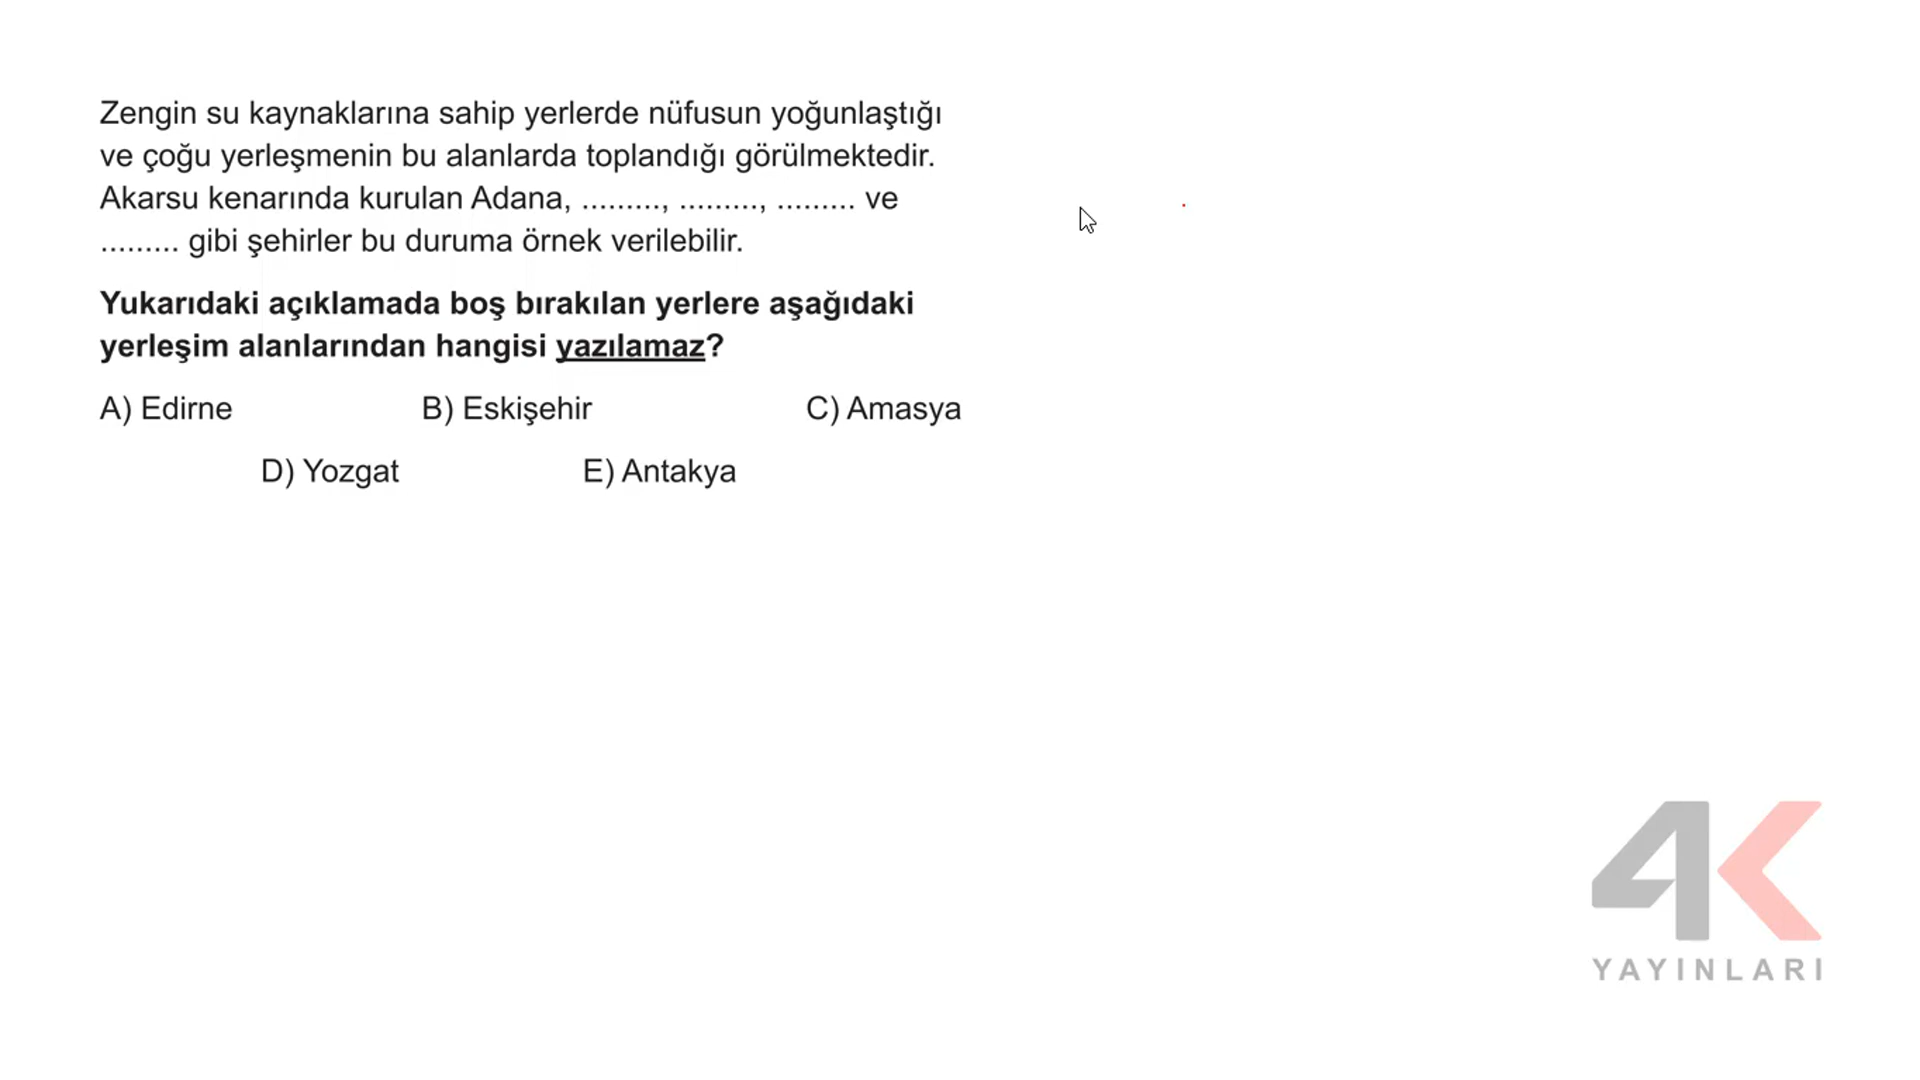 Zengin su kaynaklarına sahip yerlerde nüfusun yoğunlaştığı
ve çoğu yerleşmenin bu alanlarda toplandığı görülmektedir.
Akarsu kenarında kurulan Adana, ........., ........., ......... ve
......... gibi şehirler bu duruma örnek verilebilir.
Yukarıdaki açıklamada boş bırakılan yerlere aşağıdaki
yerleşim alanlarından hangisi yazılamaz?
A) Edirne B) Eskişehir C) Amasya
D) Yozgat E) Antakya
4K
YAYINLARI